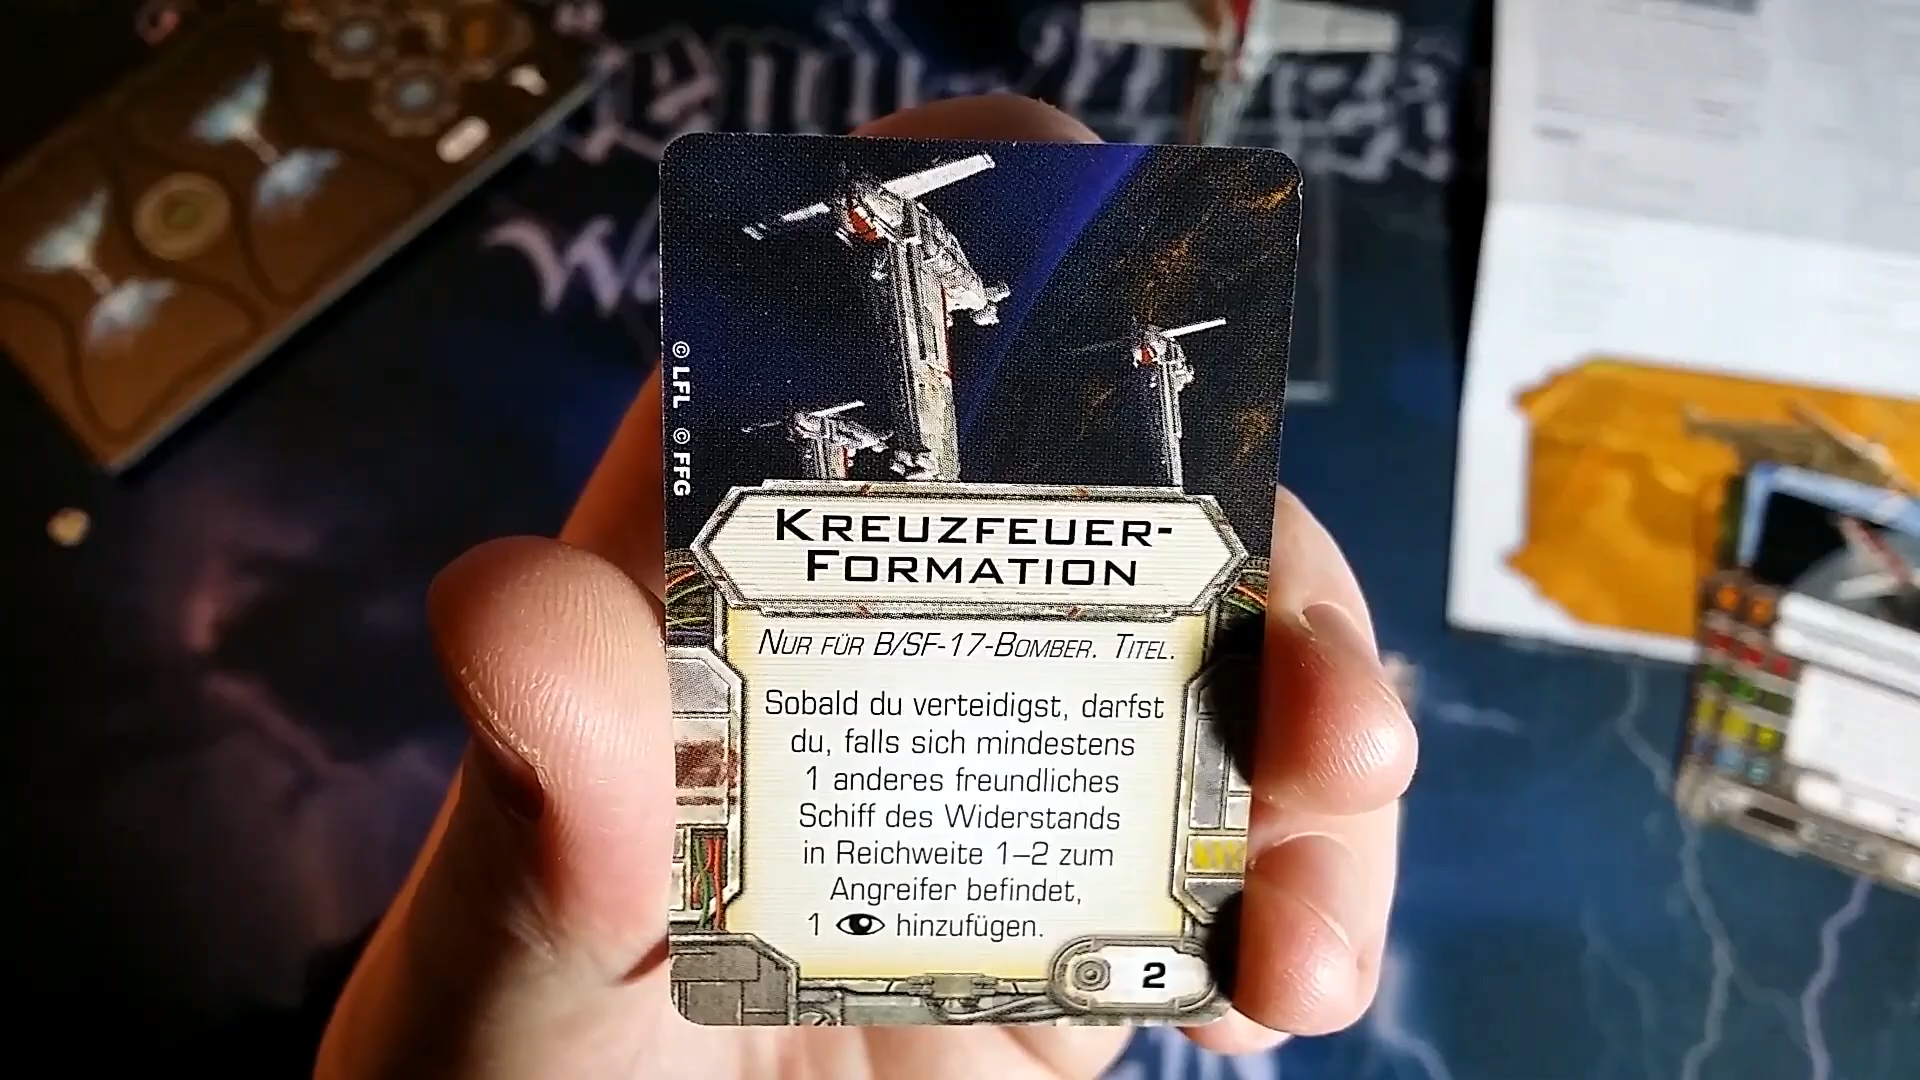 © LFL © FFG
KREUZFEUER-
FORMATION
NUR FÜR B/SF-17-BOMBER. TITEL.
Sobald du verteidigst, darfst
du, falls sich mindestens
1 anderes freundliches
Schiff des Widerstands
in Reichweite 1–2 zum
Angreifer befindet,
1 hinzufügen.
2